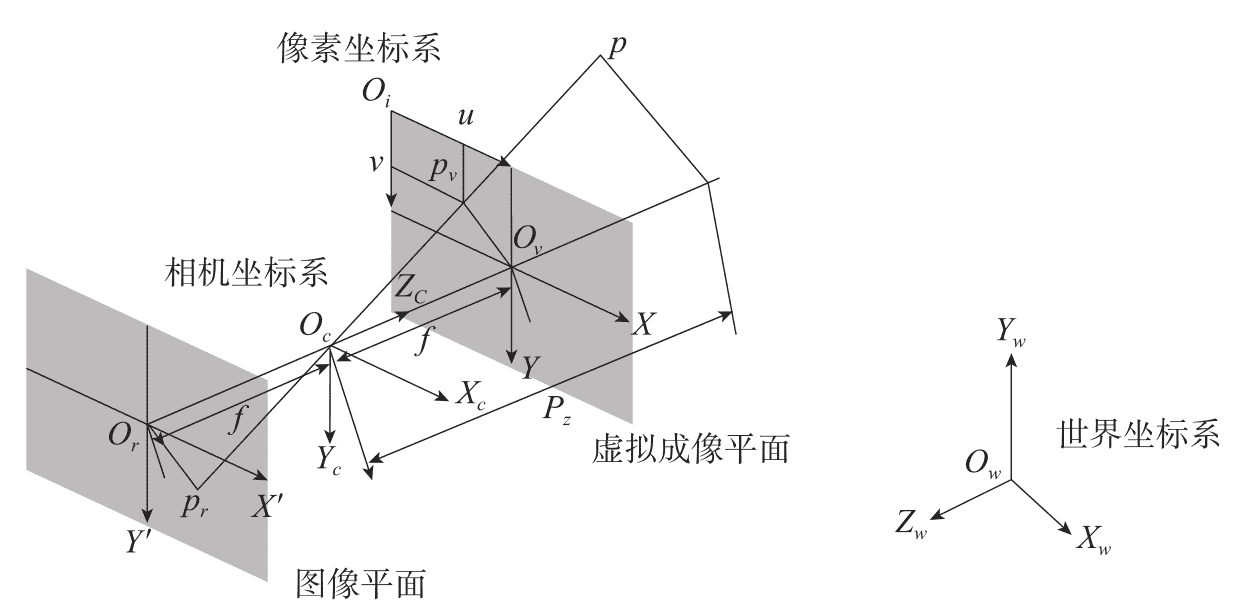 像素坐标系
p
O_i
u
v
p_v
O_v
相机坐标系
Z_C
O_c
f
X
Y
X_c
f
P_z
O_r
Y_c
虚拟成像平面
p_r
X'
Y'
图像平面
Y_w
世界坐标系
O_w
Z_w
X_w